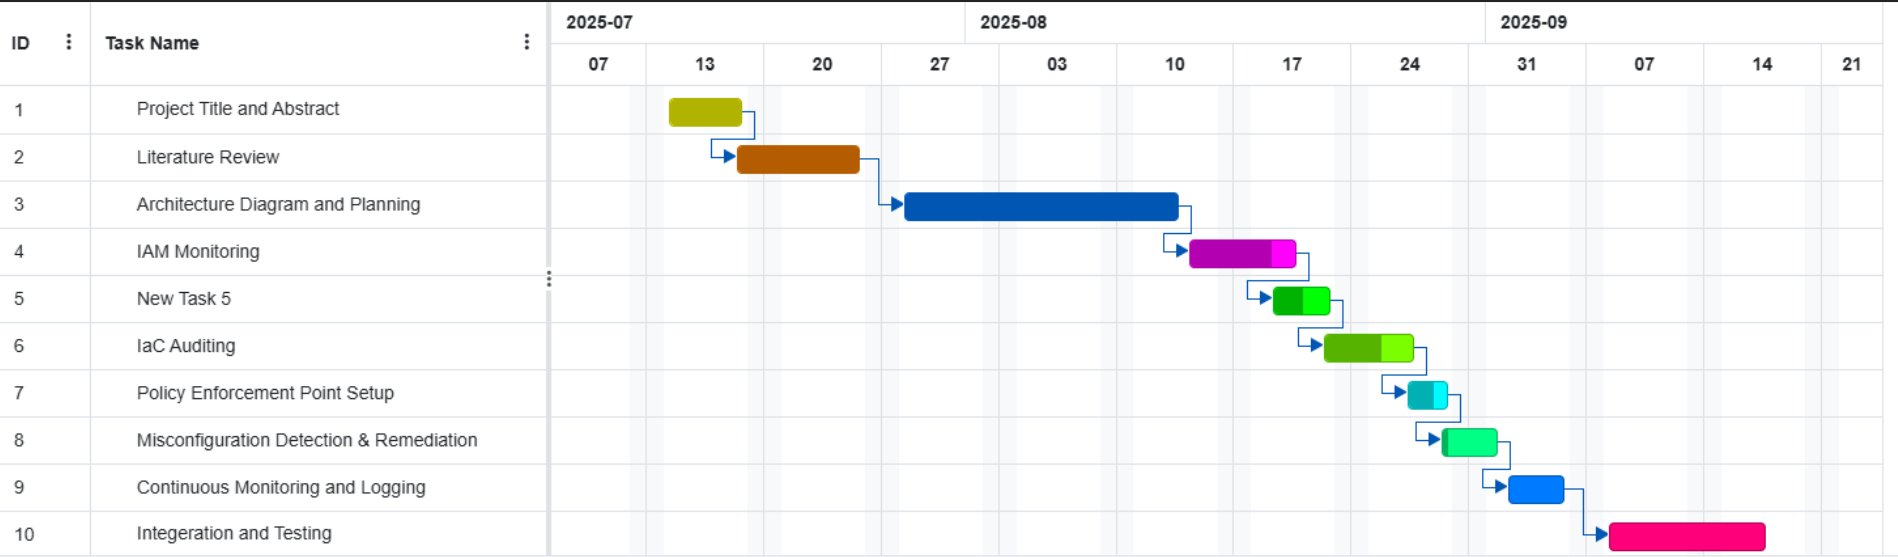 2025-07 2025-08 2025-09
ID Task Name
07 13 20 27 03 10 17 24 31 07 14 21
1 Project Title and Abstract
2 Literature Review
3 Architecture Diagram and Planning
4 IAM Monitoring
5 New Task 5
6 IaC Auditing
7 Policy Enforcement Point Setup
8 Misconfiguration Detection & Remediation
9 Continuous Monitoring and Logging
10 Integeration and Testing